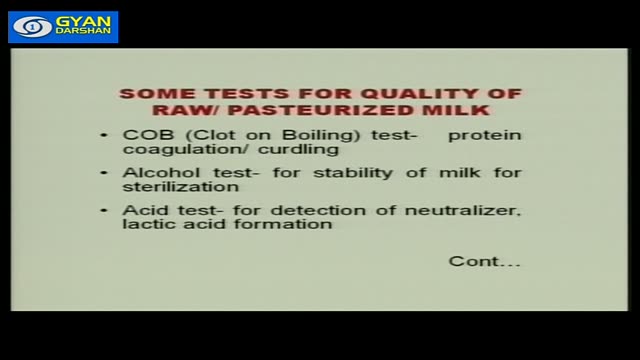 GYAN
DARSHAN
1
SOME TESTS FOR QUALITY OF
RAW/ PASTEURIZED MILK
• COB (Clot on Boiling) test- protein
coagulation/ curdling
• Alcohol test- for stability of milk for
sterilization
• Acid test- for detection of neutralizer,
lactic acid formation
Cont...